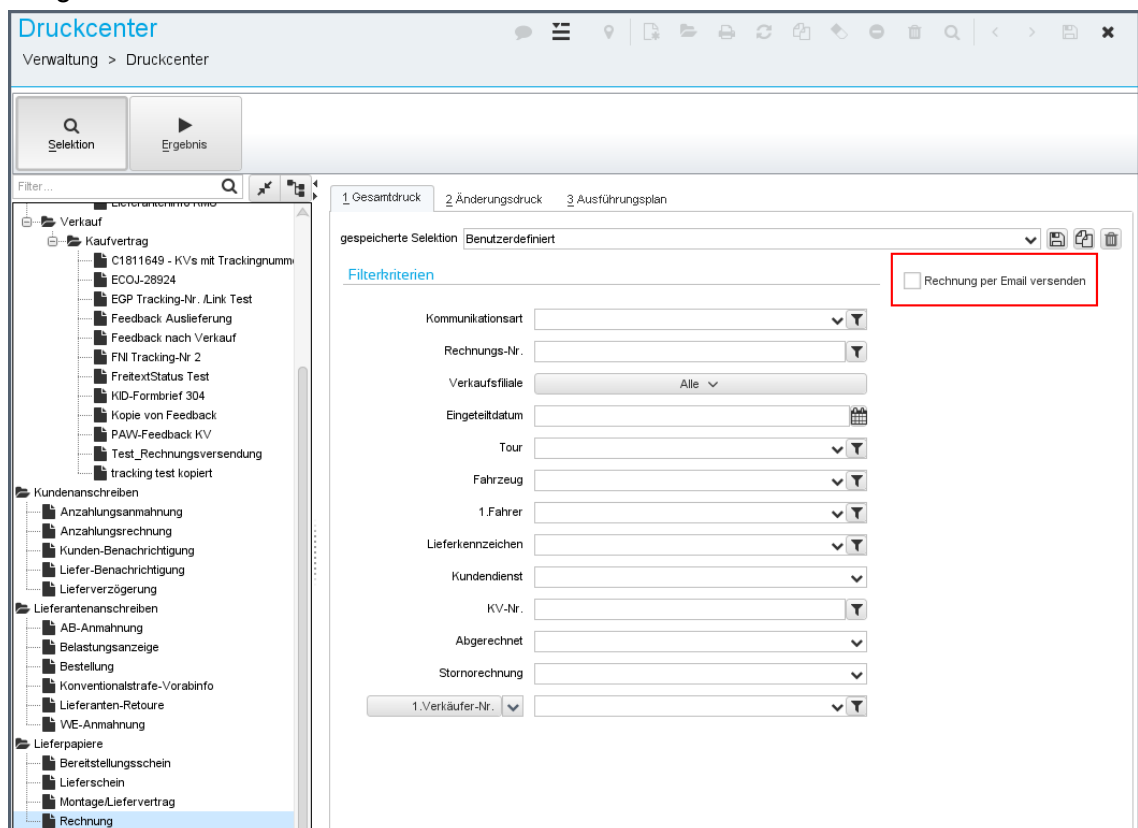 Druckcenter
Verwaltung > Druckcenter
Selektion
Ergebnis
Filter...
Verkauf
Kaufvertrag
C1811649 - KVs mit Trackingnumm
ECOJ-28924
EGP Tracking-Nr. /Link Test
Feedback Auslieferung
Feedback nach Verkauf
FNI Tracking-Nr 2
FreitextStatus Test
KID-Formbrief 304
Kopie von Feedback
PAW-Feedback KV
Test_Rechnungsversendung
tracking test kopiert
Kundenanschreiben
Anzahlungsanmahnung
Anzahlungsrechnung
Kunden-Benachrichtigung
Liefer-Benachrichtigung
Lieferverzögerung
Lieferantenanschreiben
AB-Anmahnung
Belastungsanzeige
Bestellung
Konventionalstrafe-Vorabinfo
Lieferanten-Retoure
WE-Anmahnung
Lieferpapiere
Bereitstellungsschein
Lieferschein
Montage/Liefervertrag
Rechnung
1 Gesamtdruck
2 Änderungsdruck
3 Ausführungsplan
gespeicherte Selektion Benutzerdefiniert
Filterkriterien
Rechnung per Email versenden
Kommunikationsart
Rechnungs-Nr.
Verkaufsfiliale Alle
Eingeteiltdatum
Tour
Fahrzeug
1.Fahrer
Lieferkennzeichen
Kundendienst
KV-Nr.
Abgerechnet
Stornorechnung
1.Verkäufer-Nr.